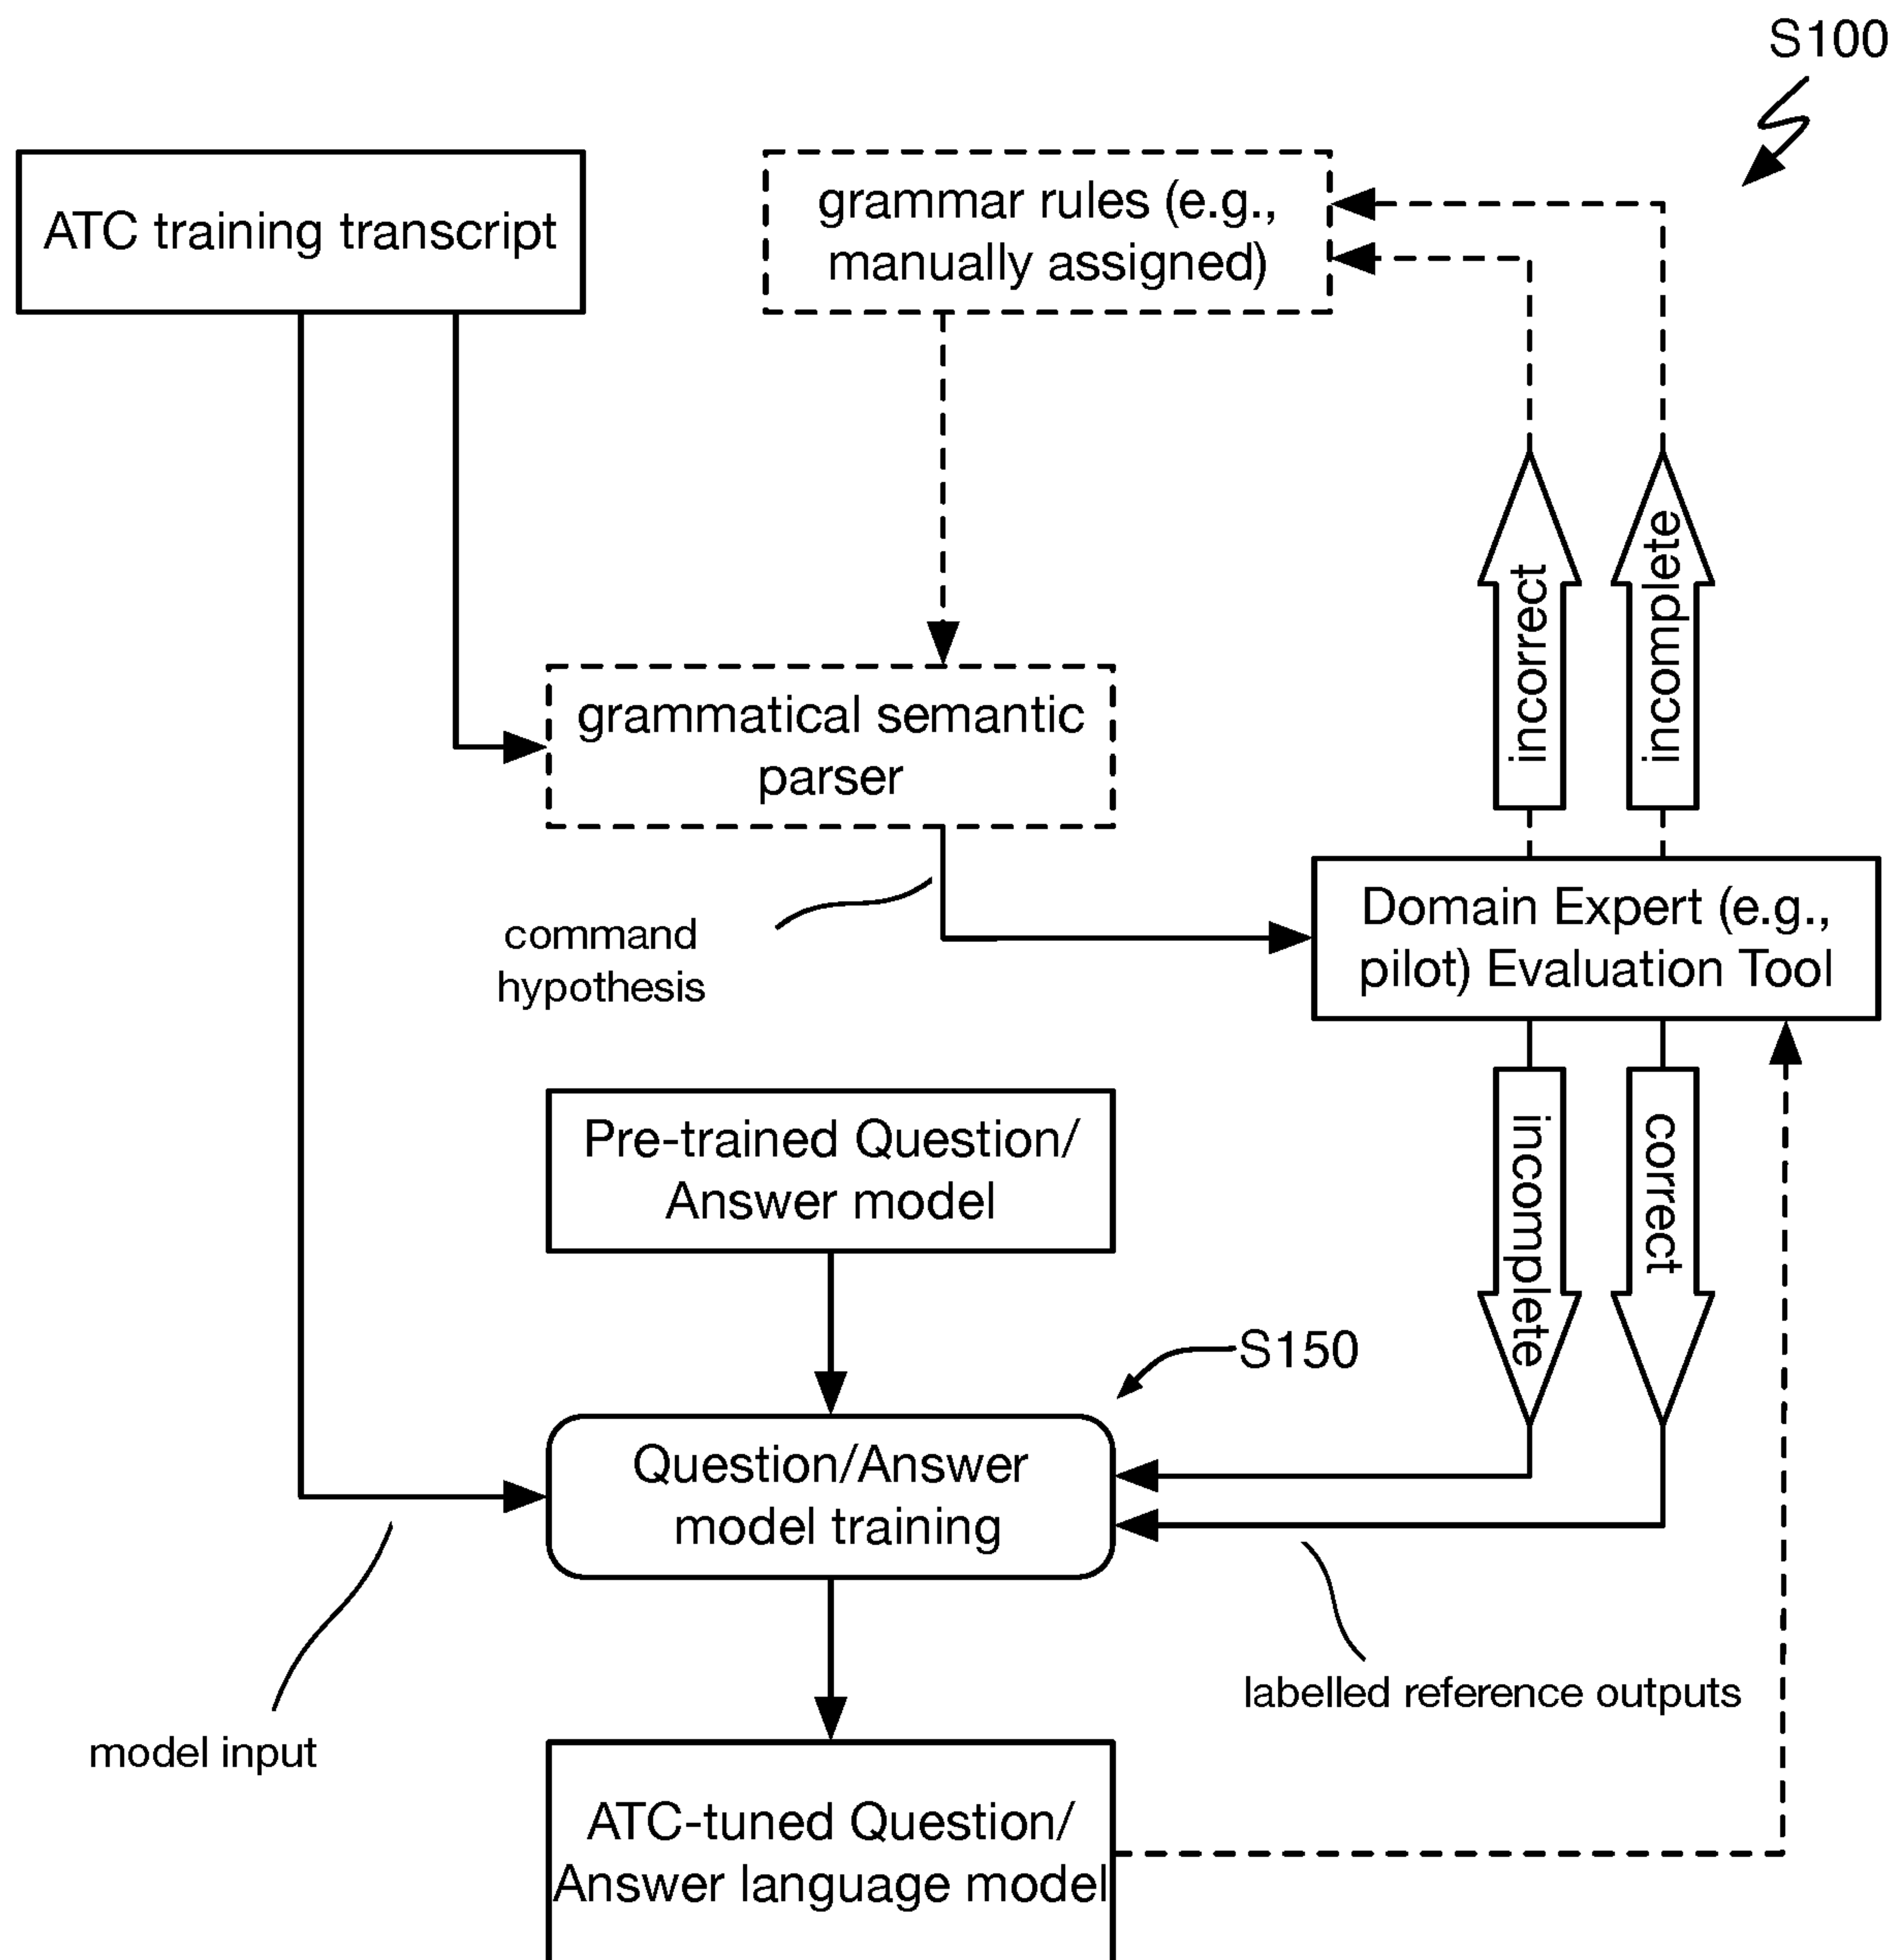 S100
ATC training transcript
grammar rules (e.g.,
manually assigned)
incorrect
incomplete
grammatical semantic
parser
command
hypothesis
Domain Expert (e.g.,
pilot) Evaluation Tool
Pre-trained Question/
Answer model
incomplete
correct
S150
Question/Answer
model training
labelled reference outputs
model input
ATC-tuned Question/
Answer language model